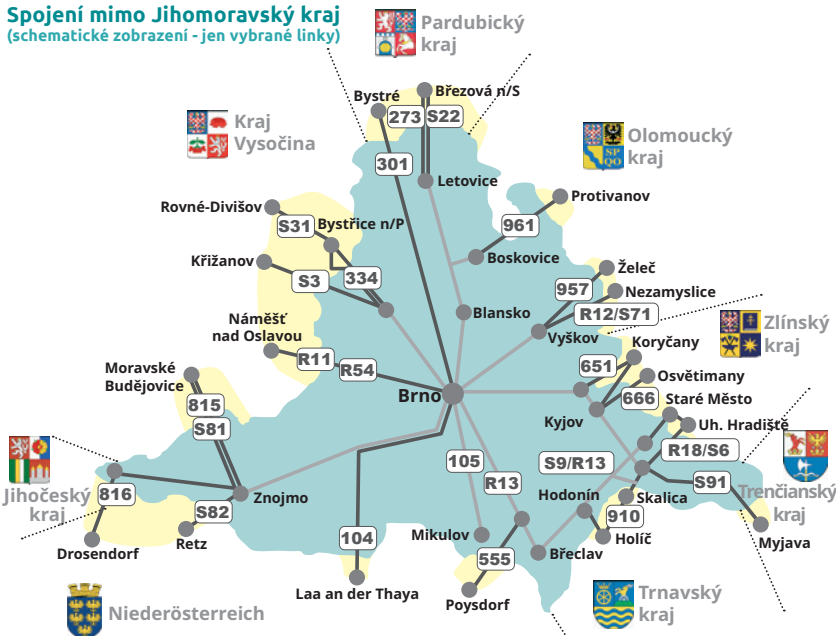 Spojení mimo Jihomoravský kraj
(schematické zobrazení - jen vybrané linky)
Pardubický
kraj
Bystré
Březová n/S
273
S22
Kraj
Vysočina
Olomoucký
kraj
SP
QO
301
Letovice
Rovné-Divišov
Protivanov
S31
Bystřice n/P
961
Křižanov
Boskovice
S3
334
Želeč
957
Nezamyslice
Náměšť
nad Oslavou
Blansko
R12/S71
Vyškov
Zlínský
kraj
Koryčany
R11
R54
651
Moravské
Budějovice
Osvětimany
Brno
666
Staré Město
815
Kyjov
Uh. Hradiště
S81
R18/S6
105
S9/R13
R13
S91
Trenčianský
kraj
Jihočeský
kraj
816
Znojmo
Hodonín
Skalica
S82
910
104
Mikulov
Holíč
Drosendorf
Retz
555
Břeclav
Myjava
Laa an der Thaya
Poysdorf
Niederösterreich
Trnavský
kraj